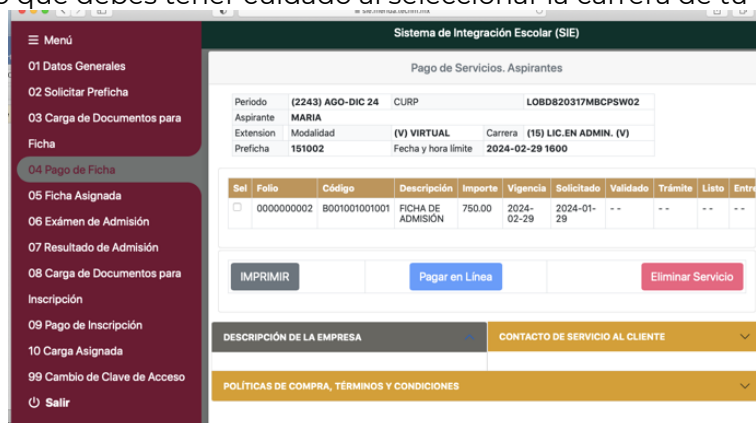 que debes tener cuidado al seleccionar la carrera de tu
Menú
Sistema de Integración Escolar (SIE)
01 Datos Generales
Pago de Servicios. Aspirantes
02 Solicitar Preficha
03 Carga de Documentos para
Ficha
04 Pago de Ficha
05 Ficha Asignada
06 Exámen de Admisión
07 Resultado de Admisión
08 Carga de Documentos para
Inscripción
09 Pago de Inscripción
10 Carga Asignada
99 Cambio de Clave de Acceso
Salir
Periodo (2243) AGO-DIC 24 CURP LOBD820317MBCPSW02
Aspirante MARIA
Extension Modalidad (V) VIRTUAL Carrera (15) LIC.EN ADMIN. (V)
Preficha 151002 Fecha y hora límite 2024-02-29 1600
Sel Folio Código Descripción Importe Vigencia Solicitado Validado Trámite Listo Entre
0000000002 B001001001001 FICHA DE 750.00 2024- 2024-01- - - - - - - - -
ADMISIÓN 02-29 29
IMPRIMIR Pagar en Línea Eliminar Servicio
DESCRIPCIÓN DE LA EMPRESA CONTACTO DE SERVICIO AL CLIENTE
POLÍTICAS DE COMPRA, TÉRMINOS Y CONDICIONES